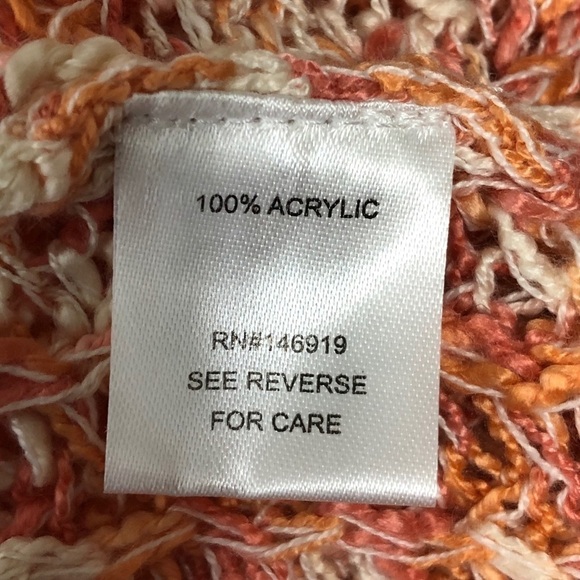 100% ACRYLIC
RN#146919
SEE REVERSE
FOR CARE